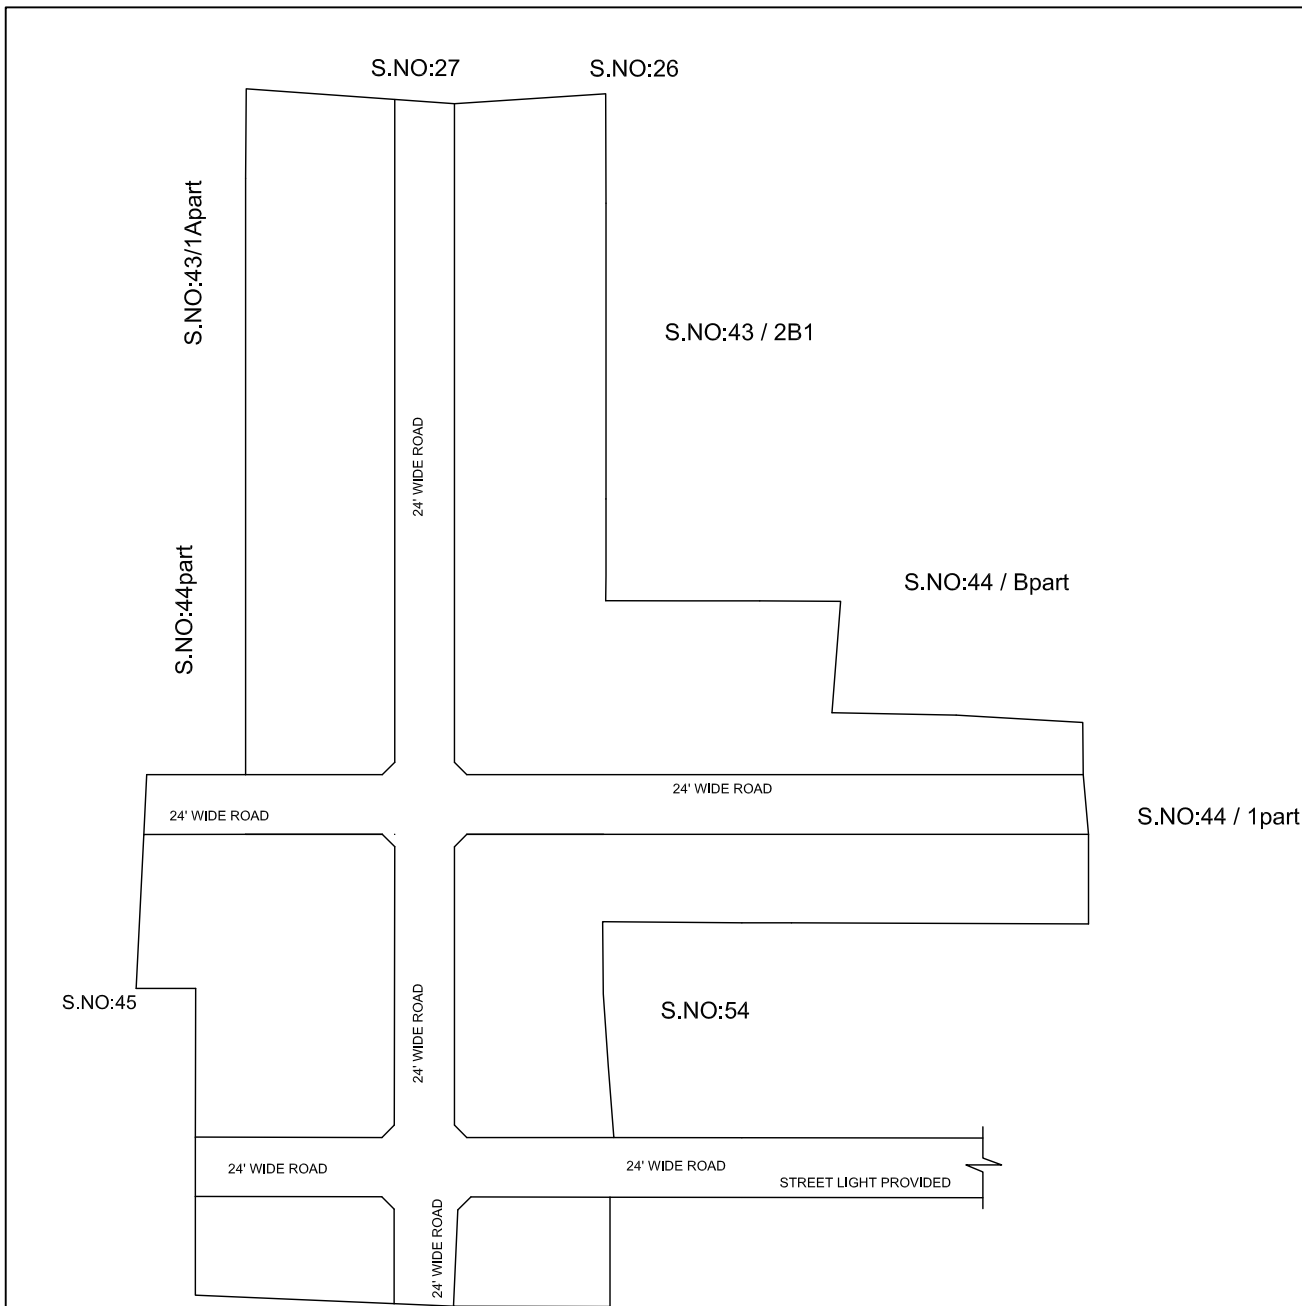 S.NO:27
S.NO:26
S.NO:43/1Apart
S.NO:43 / 2B1
24' WIDE ROAD
S.NO:44part
S.NO:44 / Bpart
24' WIDE ROAD
24' WIDE ROAD
S.NO:44 / 1part
S.NO:45
S.NO:54
24' WIDE ROAD
24' WIDE ROAD
24' WIDE ROAD
STREET LIGHT PROVIDED
24' WIDE ROAD